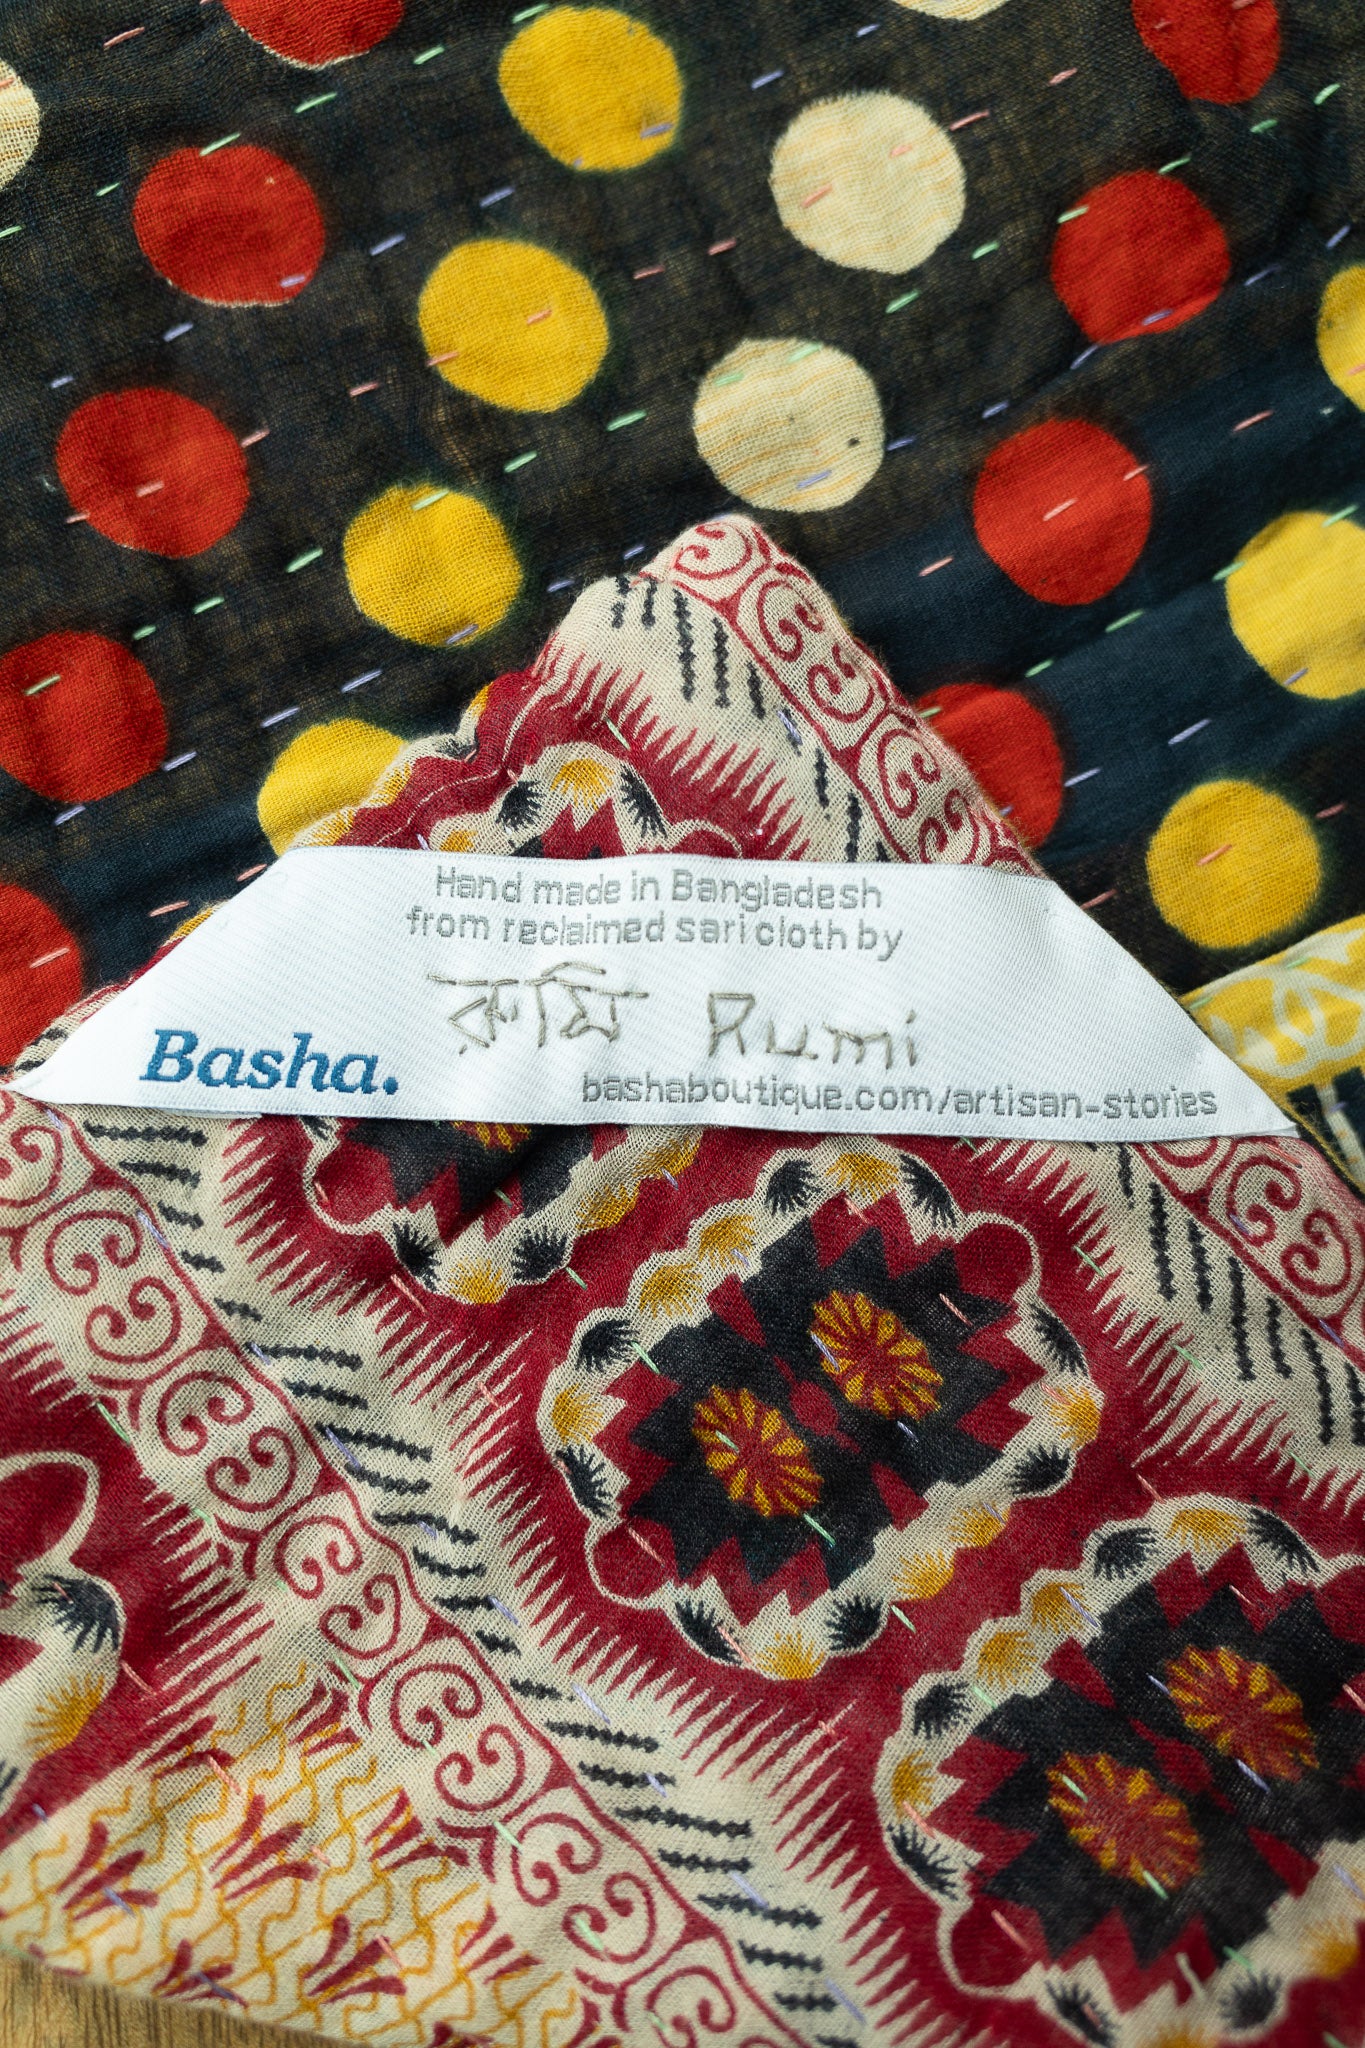 Hand made in Bangladesh
from reclaimed sari cloth by
রুমি Rumi
Basha.
bashaboutique.com/artisan-stories